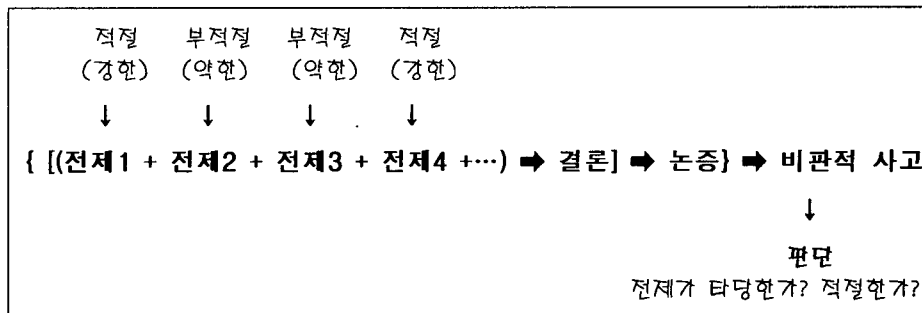 적절 부적절 부적절 적절
(강한) (약한) (약한) (강한)
↓ ↓ ↓ ↓
{ [(전제1 + 전제2 + 전제3 + 전제4 +…) ➡ 결론] ➡ 논증} ➡ 비판적 사고
↓
판단
전제가 타당한가? 적절한가?